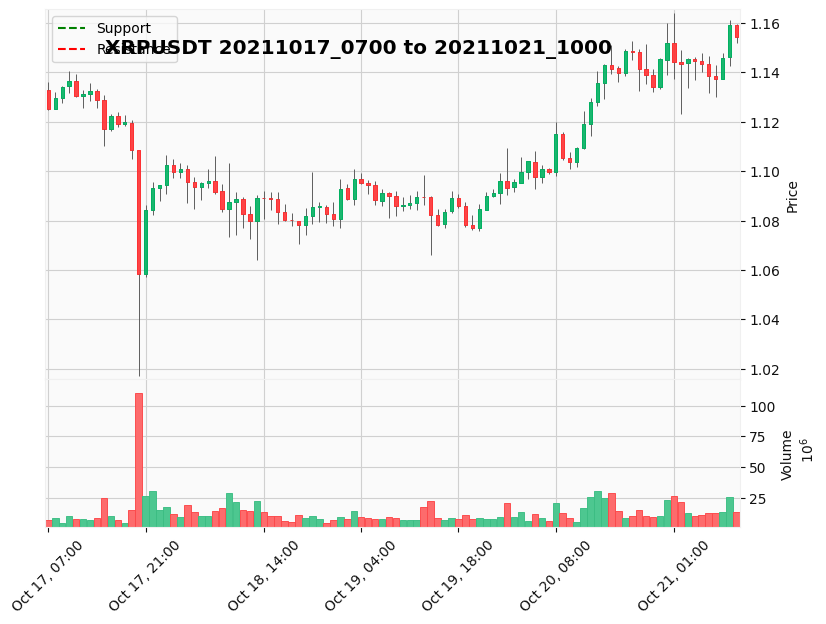 XRPUSDT 20211017_0700 to 20211021_1000
Support
Resistance
1.16
1.14
1.12
1.10
1.08
1.06
1.04
1.02
Price
100
75
50
25
Volume
10^6
Oct 17, 07:00
Oct 17, 21:00
Oct 18, 14:00
Oct 19, 04:00
Oct 19, 18:00
Oct 20, 08:00
Oct 21, 01:00